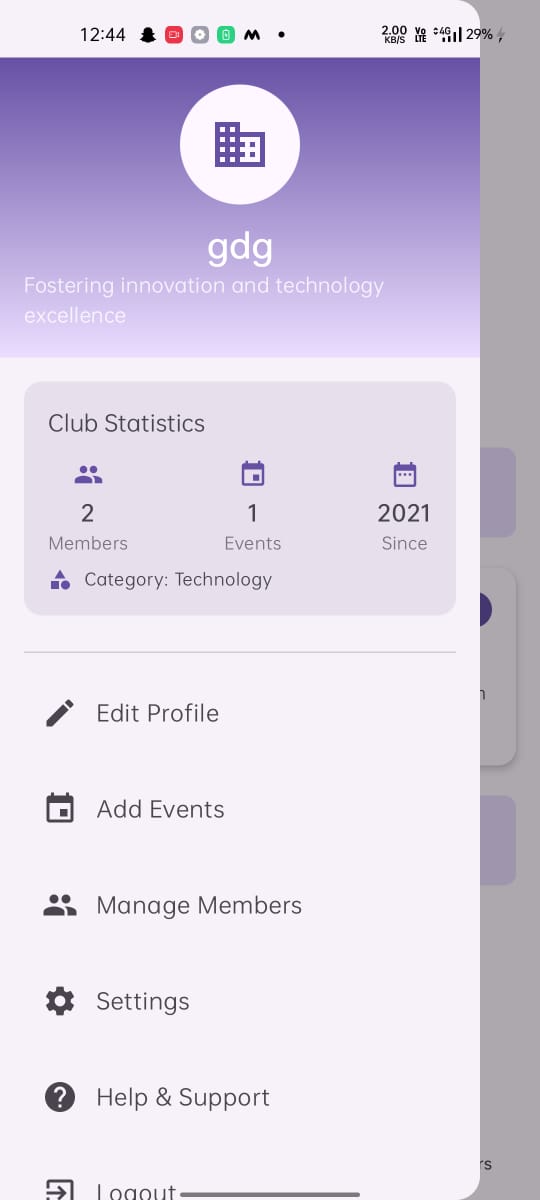 12:44
2.00 KB/S Vo LTE 4G 29%
gdg
Fostering innovation and technology
excellence
Club Statistics
2 1 2021
Members Events Since
Category: Technology
Edit Profile
Add Events
Manage Members
Settings
Help & Support
Logout